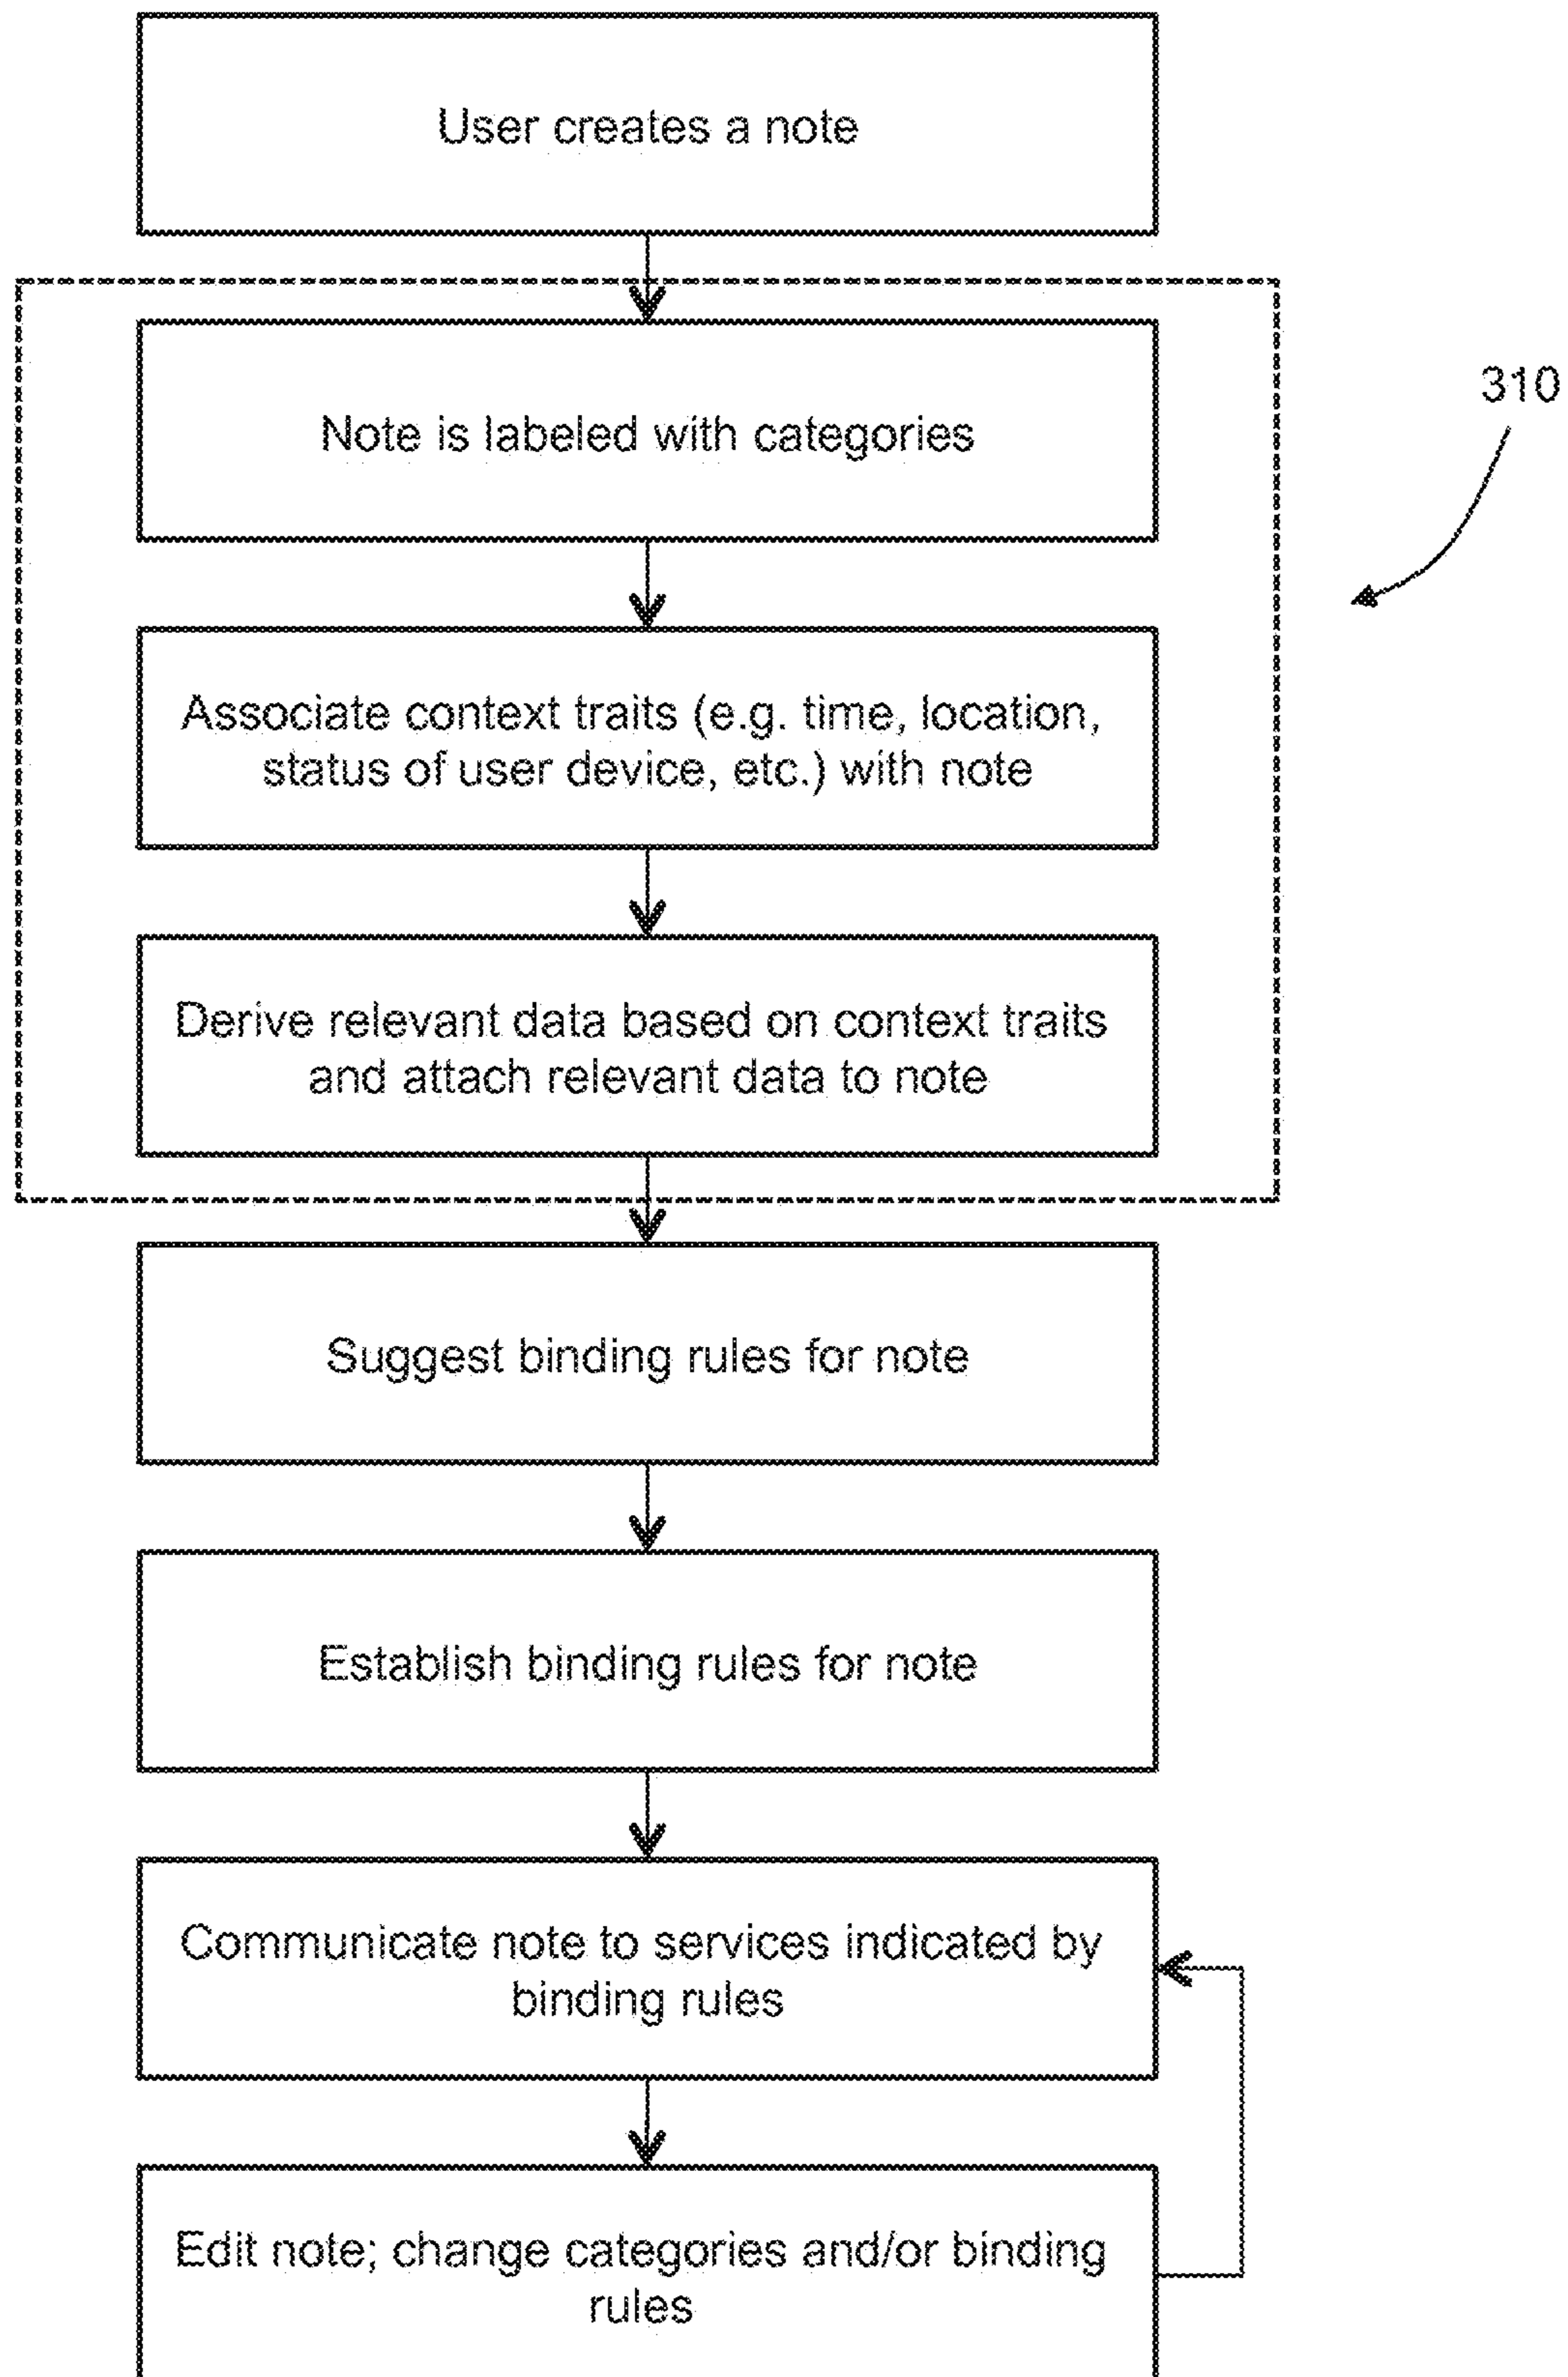 User creates a note
310
Note is labeled with categories
Associate context traits (e.g. time, location,
status of user device, etc.) with note
Derive relevant data based on context traits
and attach relevant data to note
Suggest binding rules for note
Establish binding rules for note
Communicate note to services indicated by
binding rules
Edit note; change categories and/or binding
rules